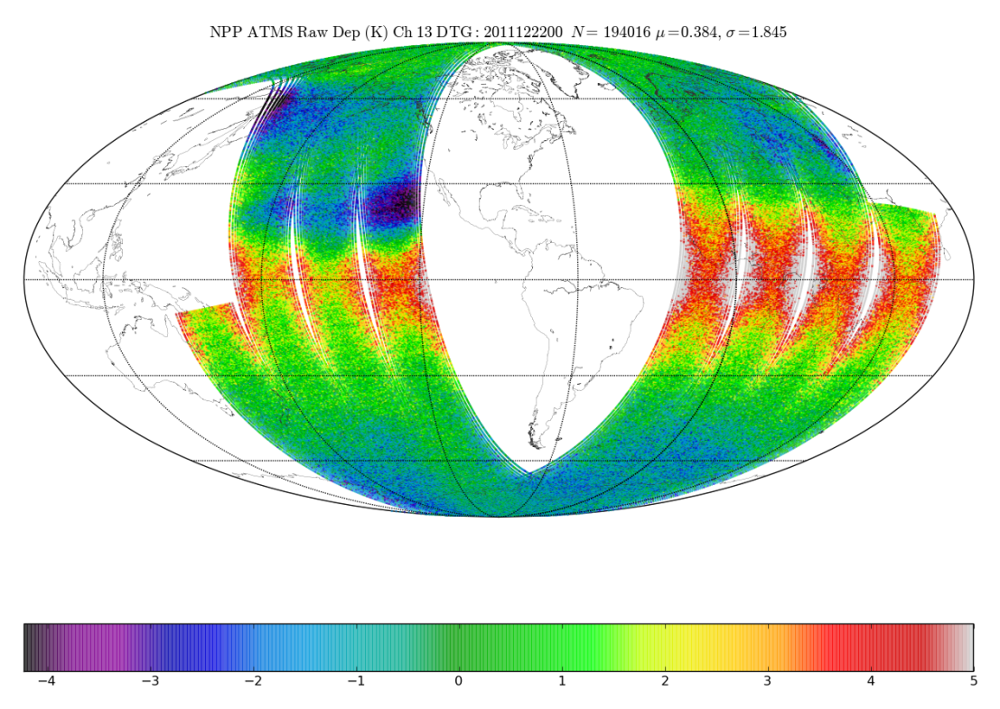 NPP ATMS Raw Dep (K) Ch 13 DTG: 2011122200 N= 194016 μ=0.384, σ=1.845
−4 −3 −2 −1 0 1 2 3 4 5